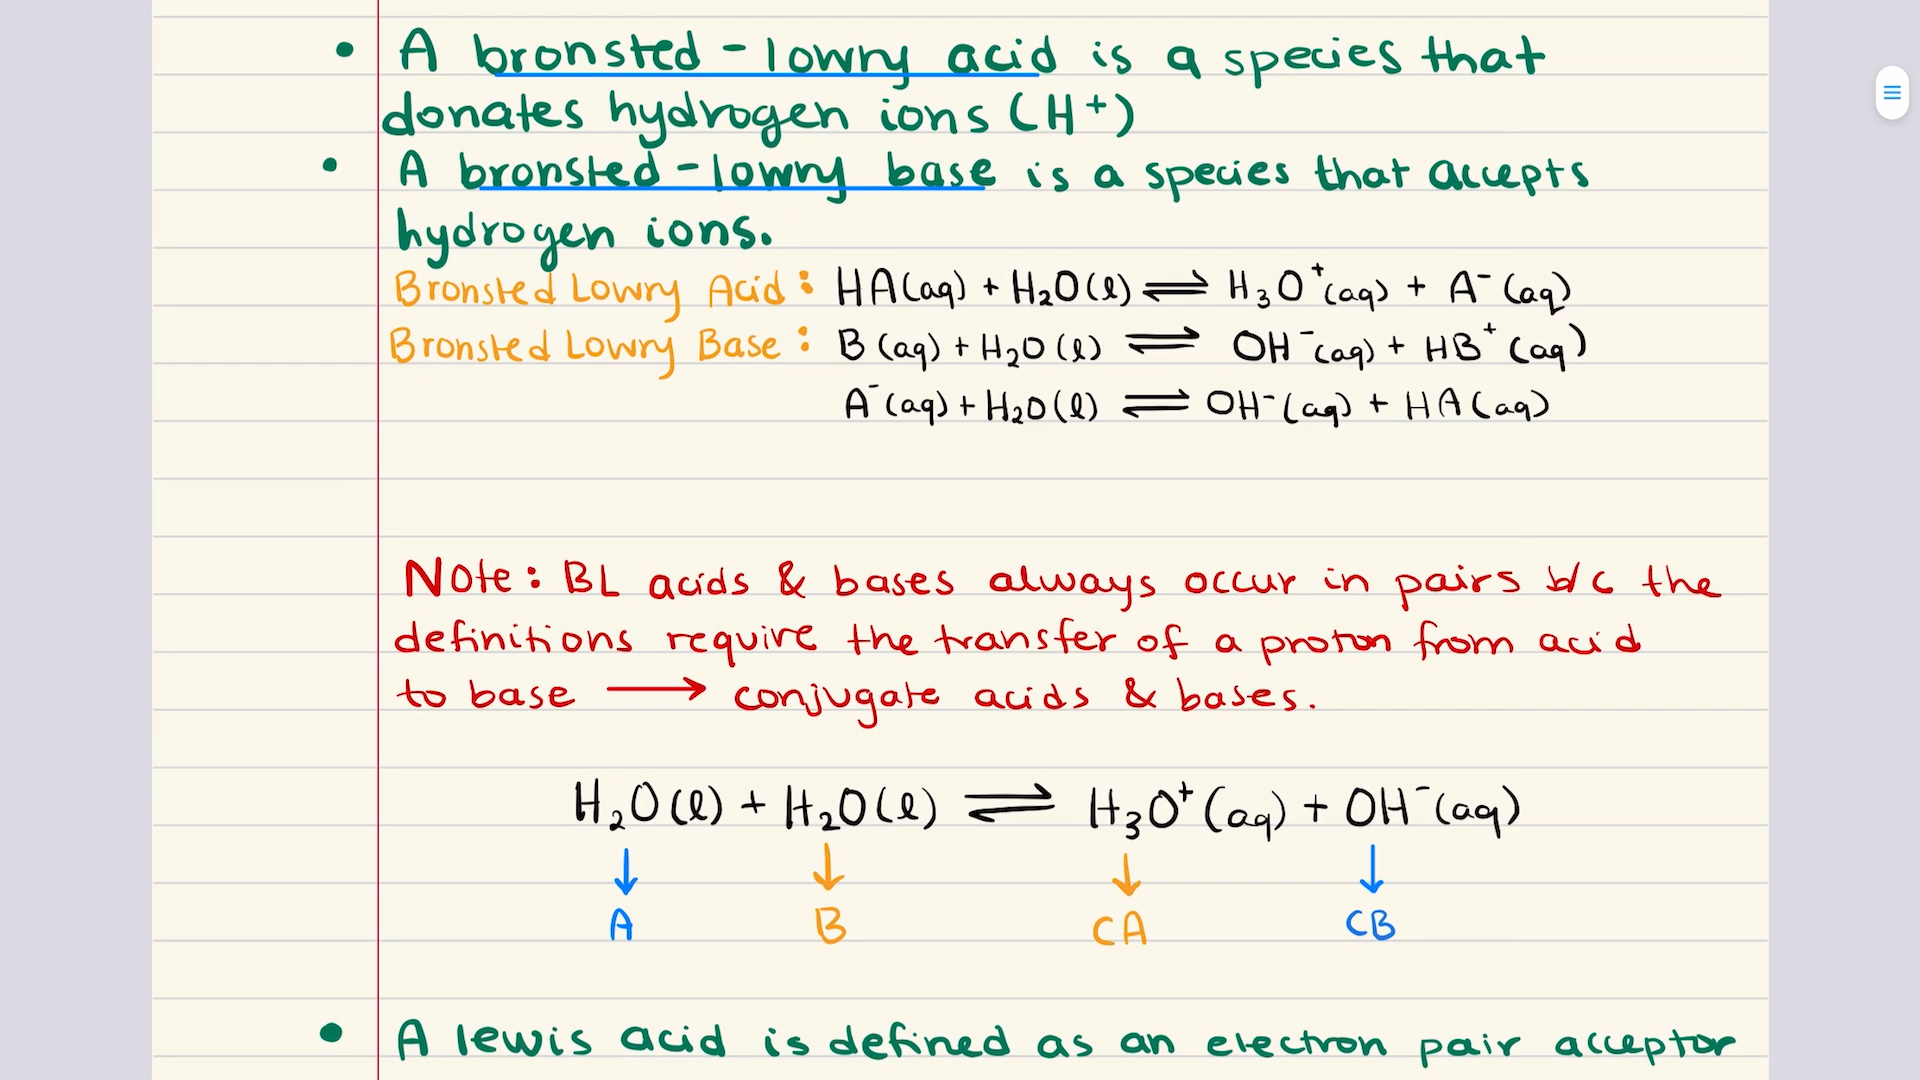 • A bronsted-lowry acid is a species that
donates hydrogen ions (H⁺)
• A bronsted-lowry base is a species that accepts
hydrogen ions.
Bronsted Lowry Acid: HA(aq) + H₂O(l) ⇌ H₃O⁺(aq) + A⁻(aq)
Bronsted Lowry Base: B(aq) + H₂O(l) ⇌ OH⁻(aq) + HB⁺(aq)
A⁻(aq) + H₂O(l) ⇌ OH⁻(aq) + HA(aq)
Note: BL acids & bases always occur in pairs b/c the
definitions require the transfer of a proton from acid
to base → conjugate acids & bases.
H₂O(l) + H₂O(l) ⇌ H₃O⁺(aq) + OH⁻(aq)
↓ ↓ ↓ ↓
A B CA CB
• A lewis acid is defined as an electron pair acceptor